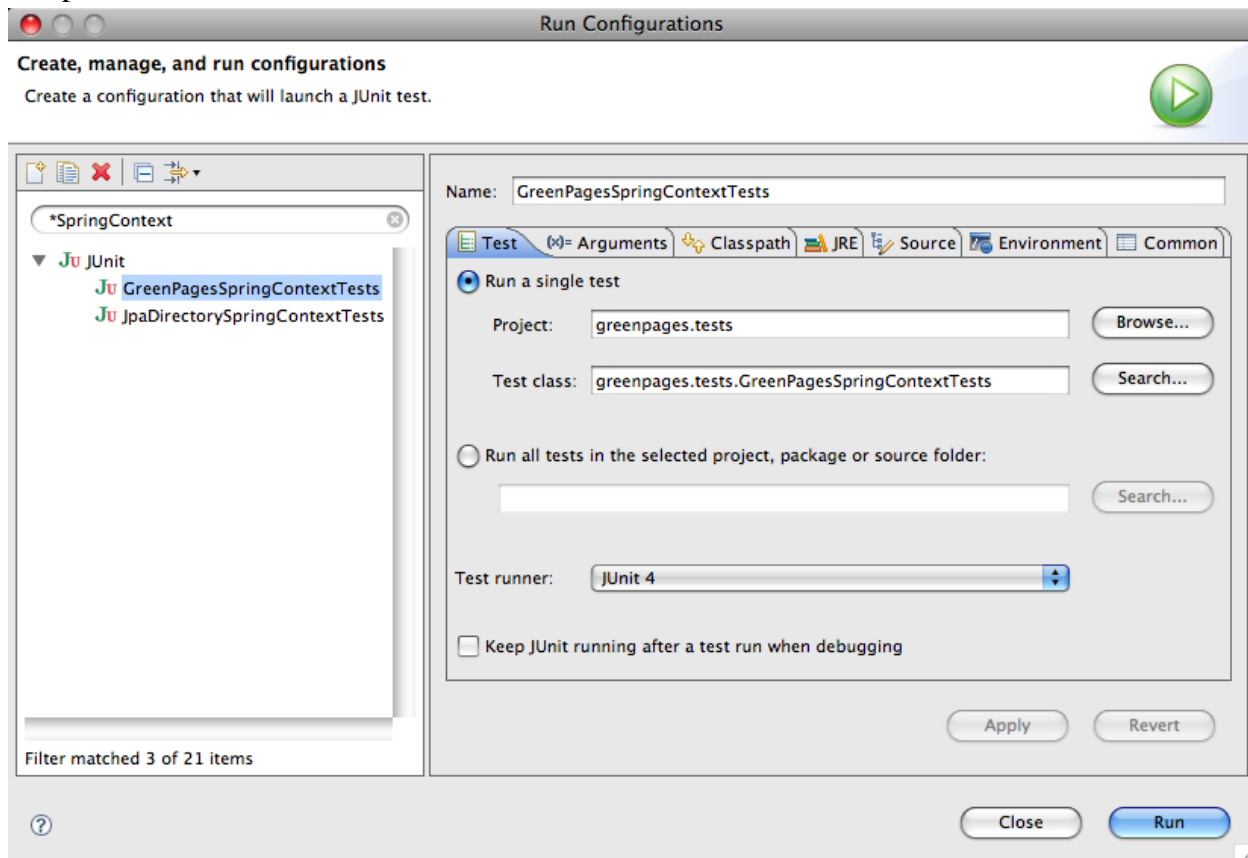 Run Configurations
Create, manage, and run configurations
Create a configuration that will launch a JUnit test.
*SpringContext
JU JUnit
JU GreenPagesSpringContextTests
JU JpaDirectorySpringContextTests
Filter matched 3 of 21 items
Name: GreenPagesSpringContextTests
Test (x)= Arguments Classpath JRE Source Environment Common
Run a single test
Project: greenpages.tests Browse...
Test class: greenpages.tests.GreenPagesSpringContextTests Search...
Run all tests in the selected project, package or source folder:
Search...
Test runner: JUnit 4
Keep JUnit running after a test run when debugging
Apply Revert
? Close Run